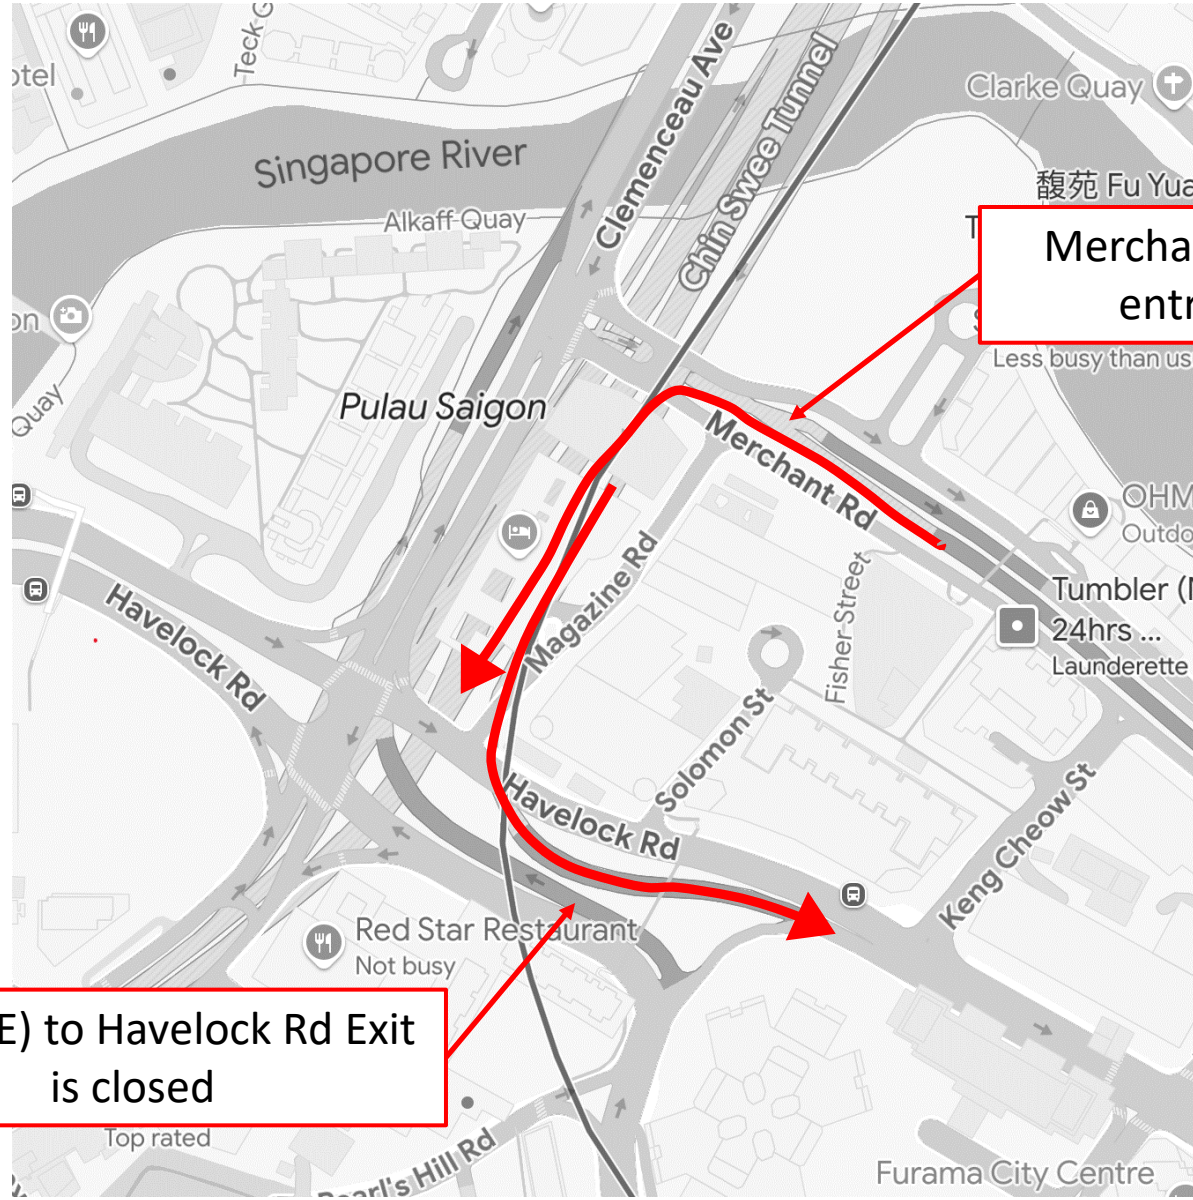 Teck-G
otel
Clemenceau Ave
Chin Swee Tunnel
Clarke Quay
Singapore River
馥苑 Fu Yua
Alkaff Quay
T
Mercha
entr
S
on
Less busy than us
Quay
Pulau Saigon
Merchant Rd
OHM
Outdo
Magazine Rd
Fisher Street
Tumbler (
24hrs ...
Launderette
Havelock Rd
Solomon St
Havelock Rd
Keng Cheow St
Red Star Restaurant
Not busy
E) to Havelock Rd Exit
is closed
Top rated
Pearl's Hill Rd
Furama City Centre